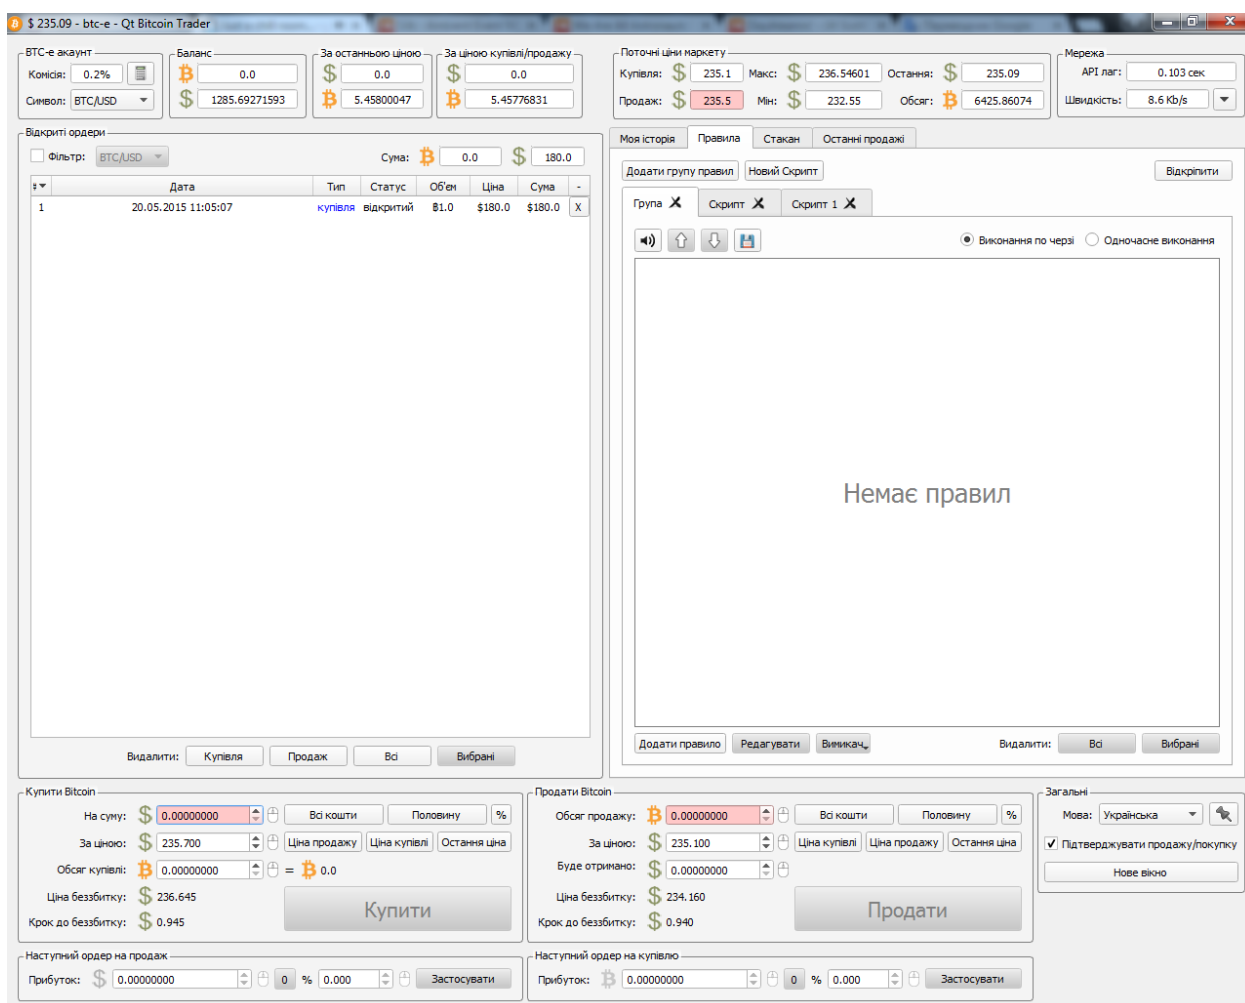 $ 235.09 - btc-e - Qt Bitcoin Trader
BTC-e акаунт
Комісія: 0.2%
Символ: BTC/USD
Баланс
0.0
1285.69271593
За останньою ціною
0.0
5.45800047
За ціною купівлі/продажу
0.0
5.45776831
Поточні ціни маркету
Купівля: 235.1 Макс: 236.54601 Остання: 235.09
Продаж: 235.5 Мін: 232.55 Обсяг: 6425.86074
Мережа
API лаг: 0.103 сек
Швидкість: 8.6 Kb/s
Відкриті ордери
Фільтр: BTC/USD Сума: 0.0 180.0
Дата Тип Статус Об'ем Ціна Сума -
1 20.05.2015 11:05:07 купівля відкритий ฿1.0 $180.0 $180.0 X
Видалити: Купівля Продаж Всі Вибрані
Моя історія Правила Стакан Останні продажі
Додати групу правил Новий Скрипт Відкріпити
Група Скрипт Скрипт 1
Виконання по черзі Одночасне виконання
Немає правил
Додати правило Редагувати Вимикач Видалити: Всі Вибрані
Купити Bitcoin
На суму: 0.00000000 Всі кошти Половину %
За ціною: 235.700 Ціна продажу Ціна купівлі Остання ціна
Обсяг купівлі: 0.00000000 = 0.0
Ціна беззбитку: 236.645
Крок до беззбитку: 0.945
Купити
Продати Bitcoin
Обсяг продажу: 0.00000000 Всі кошти Половину %
За ціною: 235.100 Ціна купівлі Ціна продажу Остання ціна
Буде отримано: 0.00000000
Ціна беззбитку: 234.160
Крок до беззбитку: 0.940
Продати
Загальні
Мова: Українська
Підтверджувати продажу/покупку
Нове вікно
Наступний ордер на продаж
Прибуток: 0.00000000 0 % 0.000 Застосувати
Наступний ордер на купівлю
Прибуток: 0.00000000 0 % 0.000 Застосувати